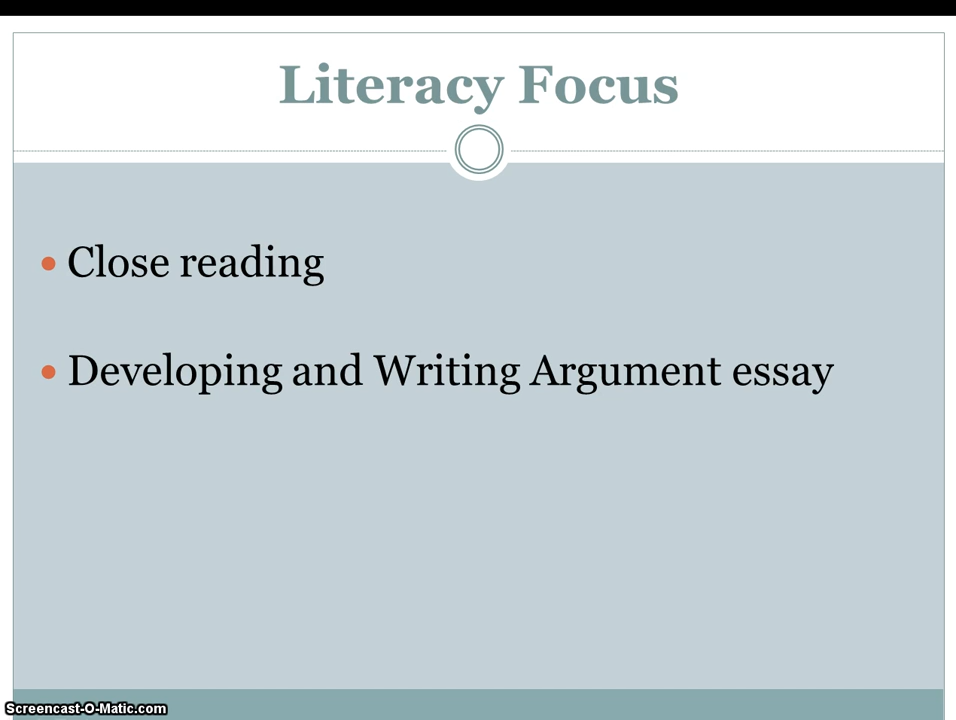 Literacy Focus
Close reading
Developing and Writing Argument essay
Screencast-O-Matic.com